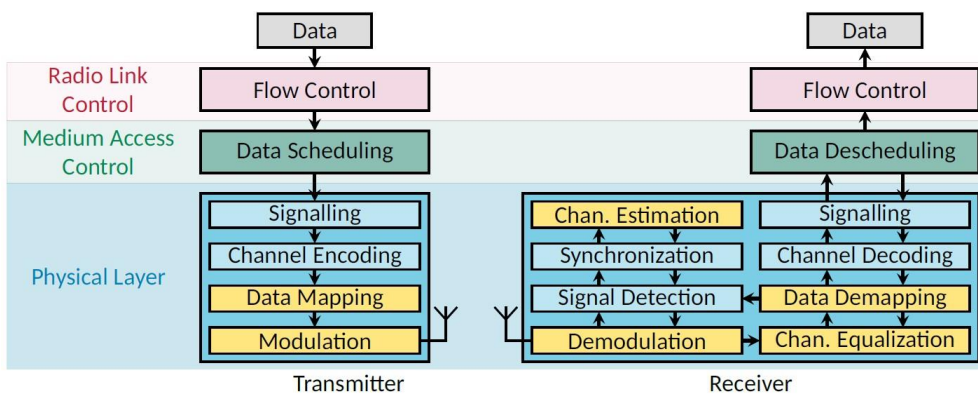 Data
Data
Radio Link
Control
Flow Control
Flow Control
Medium Access
Control
Data Scheduling
Data Descheduling
Physical Layer
Signalling
Channel Encoding
Data Mapping
Modulation
Chan. Estimation
Synchronization
Signal Detection
Demodulation
Signalling
Channel Decoding
Data Demapping
Chan. Equalization
Transmitter
Receiver